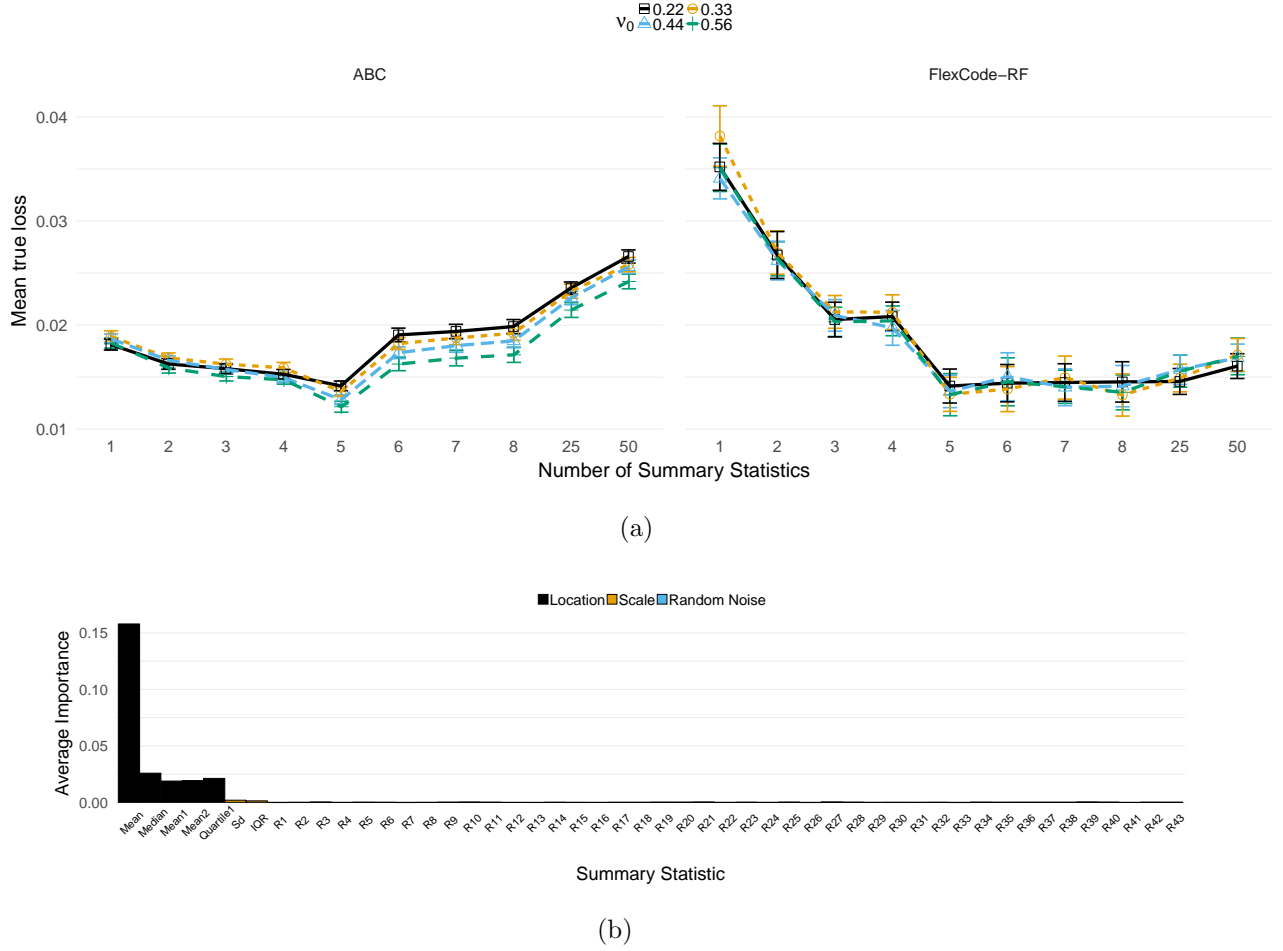 0.22 0.33
ν0 0.44 0.56
ABC FlexCode−RF
Mean true loss
0.04
0.03
0.02
0.01
1 2 3 4 5 6 7 8 25 50 1 2 3 4 5 6 7 8 25 50
Number of Summary Statistics
(a)
Location Scale Random Noise
Average Importance
0.15
0.10
0.05
0.00
Mean Median Mean1 Mean2 Quartile1 Sd IQR R1 R2 R3 R4 R5 R6 R7 R8 R9 R10 R11 R12 R13 R14 R15 R16 R17 R18 R19 R20 R21 R22 R23 R24 R25 R26 R27 R28 R29 R30 R31 R32 R33 R34 R35 R36 R37 R38 R39 R40 R41 R42 R43
Summary Statistic
(b)